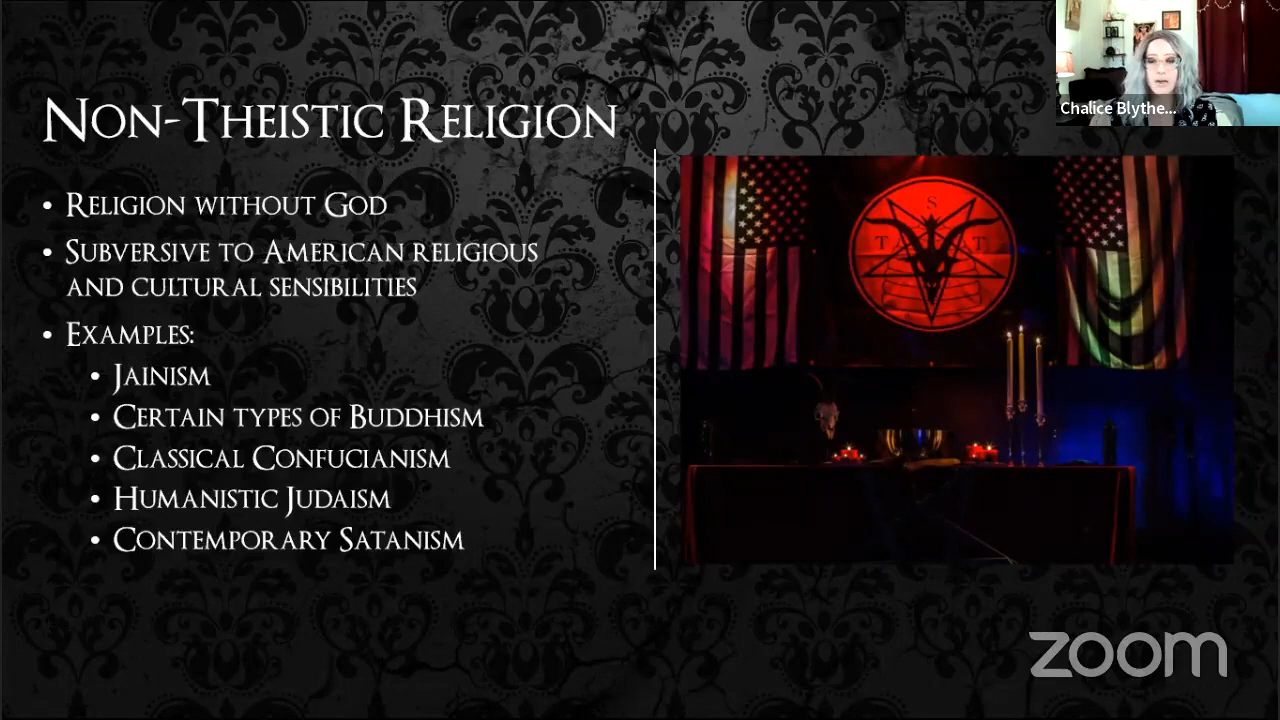 Non-Theistic Religion
• Religion without God
• Subversive to American religious
and cultural sensibilities
• Examples:
• Jainism
• Certain types of Buddhism
• Classical Confucianism
• Humanistic Judaism
• Contemporary Satanism
Chalice Blythe...
S
T T
zoom